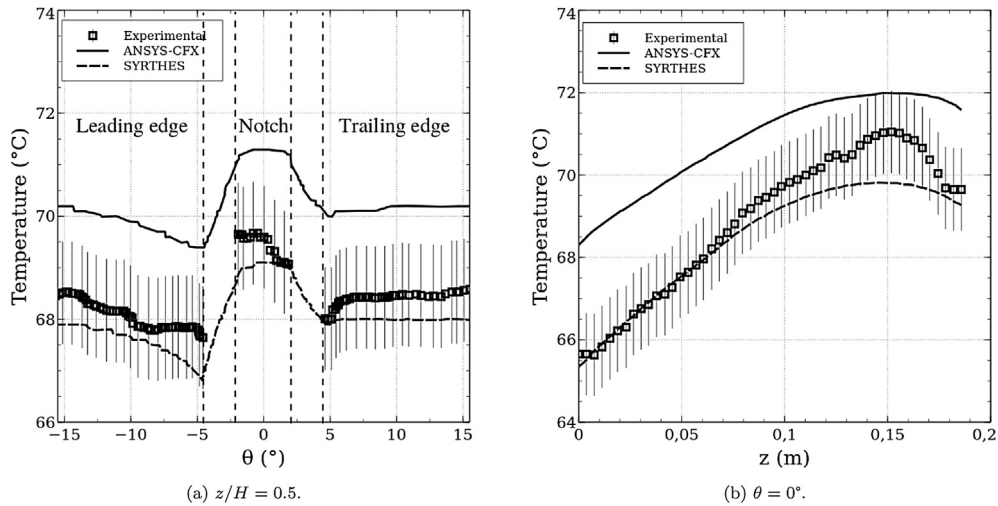 74
72
70
68
66
Temperature (°C)
Experimental
ANSYS-CFX
SYRTHES
Leading edge
Notch
Trailing edge
−15
−10
−5
0
5
10
15
θ (°)
(a) z/H = 0.5.
74
72
70
68
66
64
Temperature (°C)
Experimental
ANSYS-CFX
SYRTHES
0
0,05
0,1
0,15
0,2
z (m)
(b) θ = 0°.